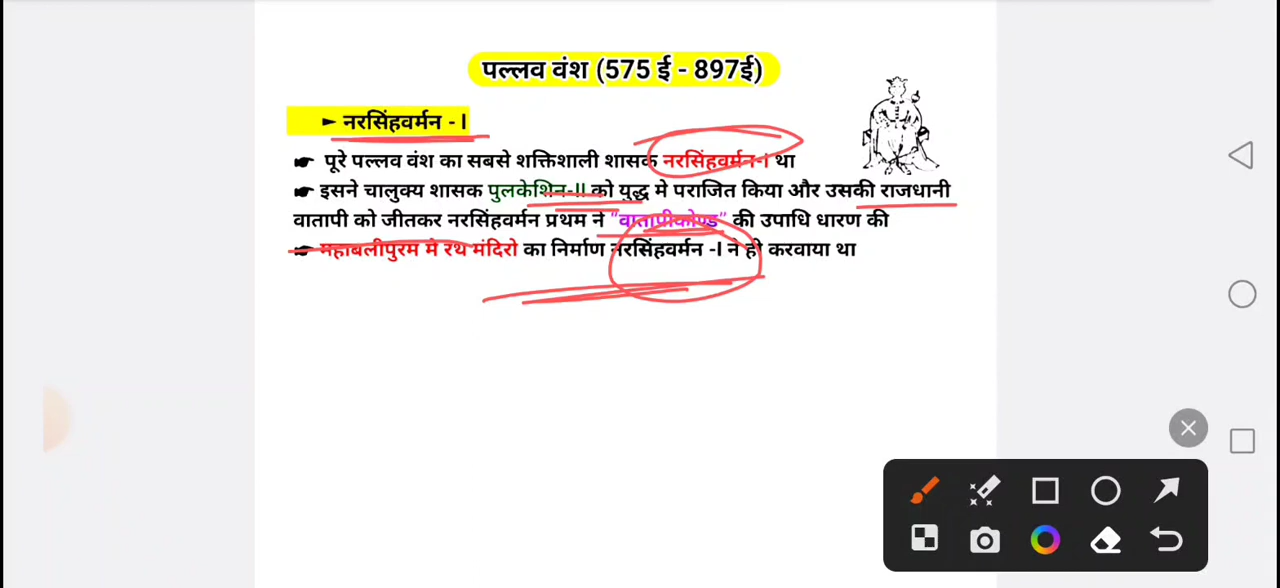 पल्लव वंश (575 ई - 897ई)
► नरसिंहवर्मन - I
☛ पूरे पल्लव वंश का सबसे शक्तिशाली शासक नरसिंहवर्मन-I था
☛ इसने चालुक्य शासक पुलकेशिन-II को युद्ध मे पराजित किया और उसकी राजधानी
वातापी को जीतकर नरसिंहवर्मन प्रथम ने "वातापीकोण्ड" की उपाधि धारण की
☛ महाबलीपुरम मे रथ मंदिरो का निर्माण नरसिंहवर्मन -I ने ही करवाया था